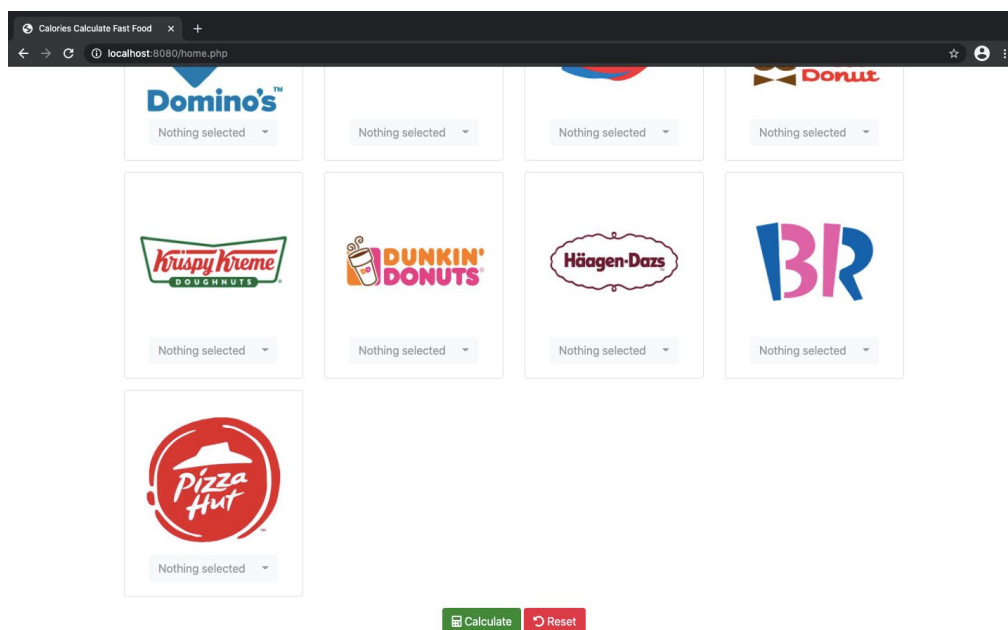 Calories Calculate Fast Food
localhost:8080/home.php
Domino's™
Donut
Nothing selected
Nothing selected
Nothing selected
Nothing selected
Krispy Kreme
DOUGHNUTS
DUNKIN'
DONUTS
DD
Häagen-Dazs
BR
Nothing selected
Nothing selected
Nothing selected
Nothing selected
Pizza
Hut
Nothing selected
Calculate
Reset